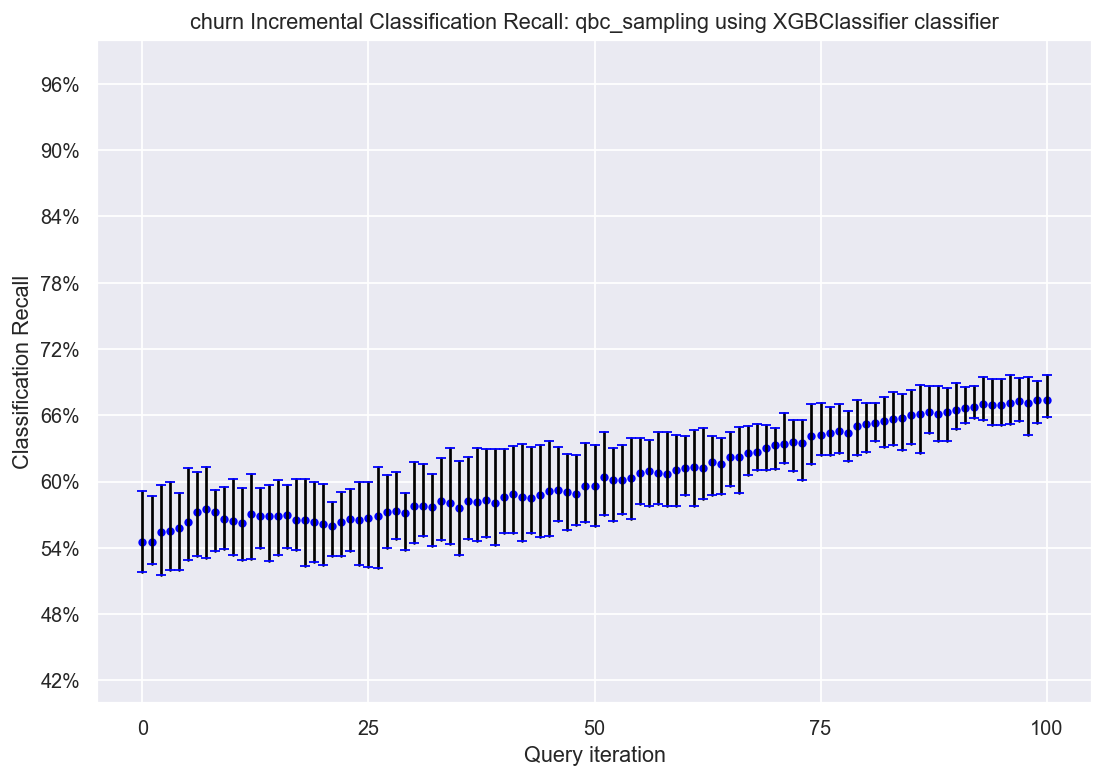 churn Incremental Classification Recall: qbc_sampling using XGBClassifier classifier
96%
90%
84%
78%
72%
66%
60%
54%
48%
42%
Classification Recall
0 25 50 75 100
Query iteration